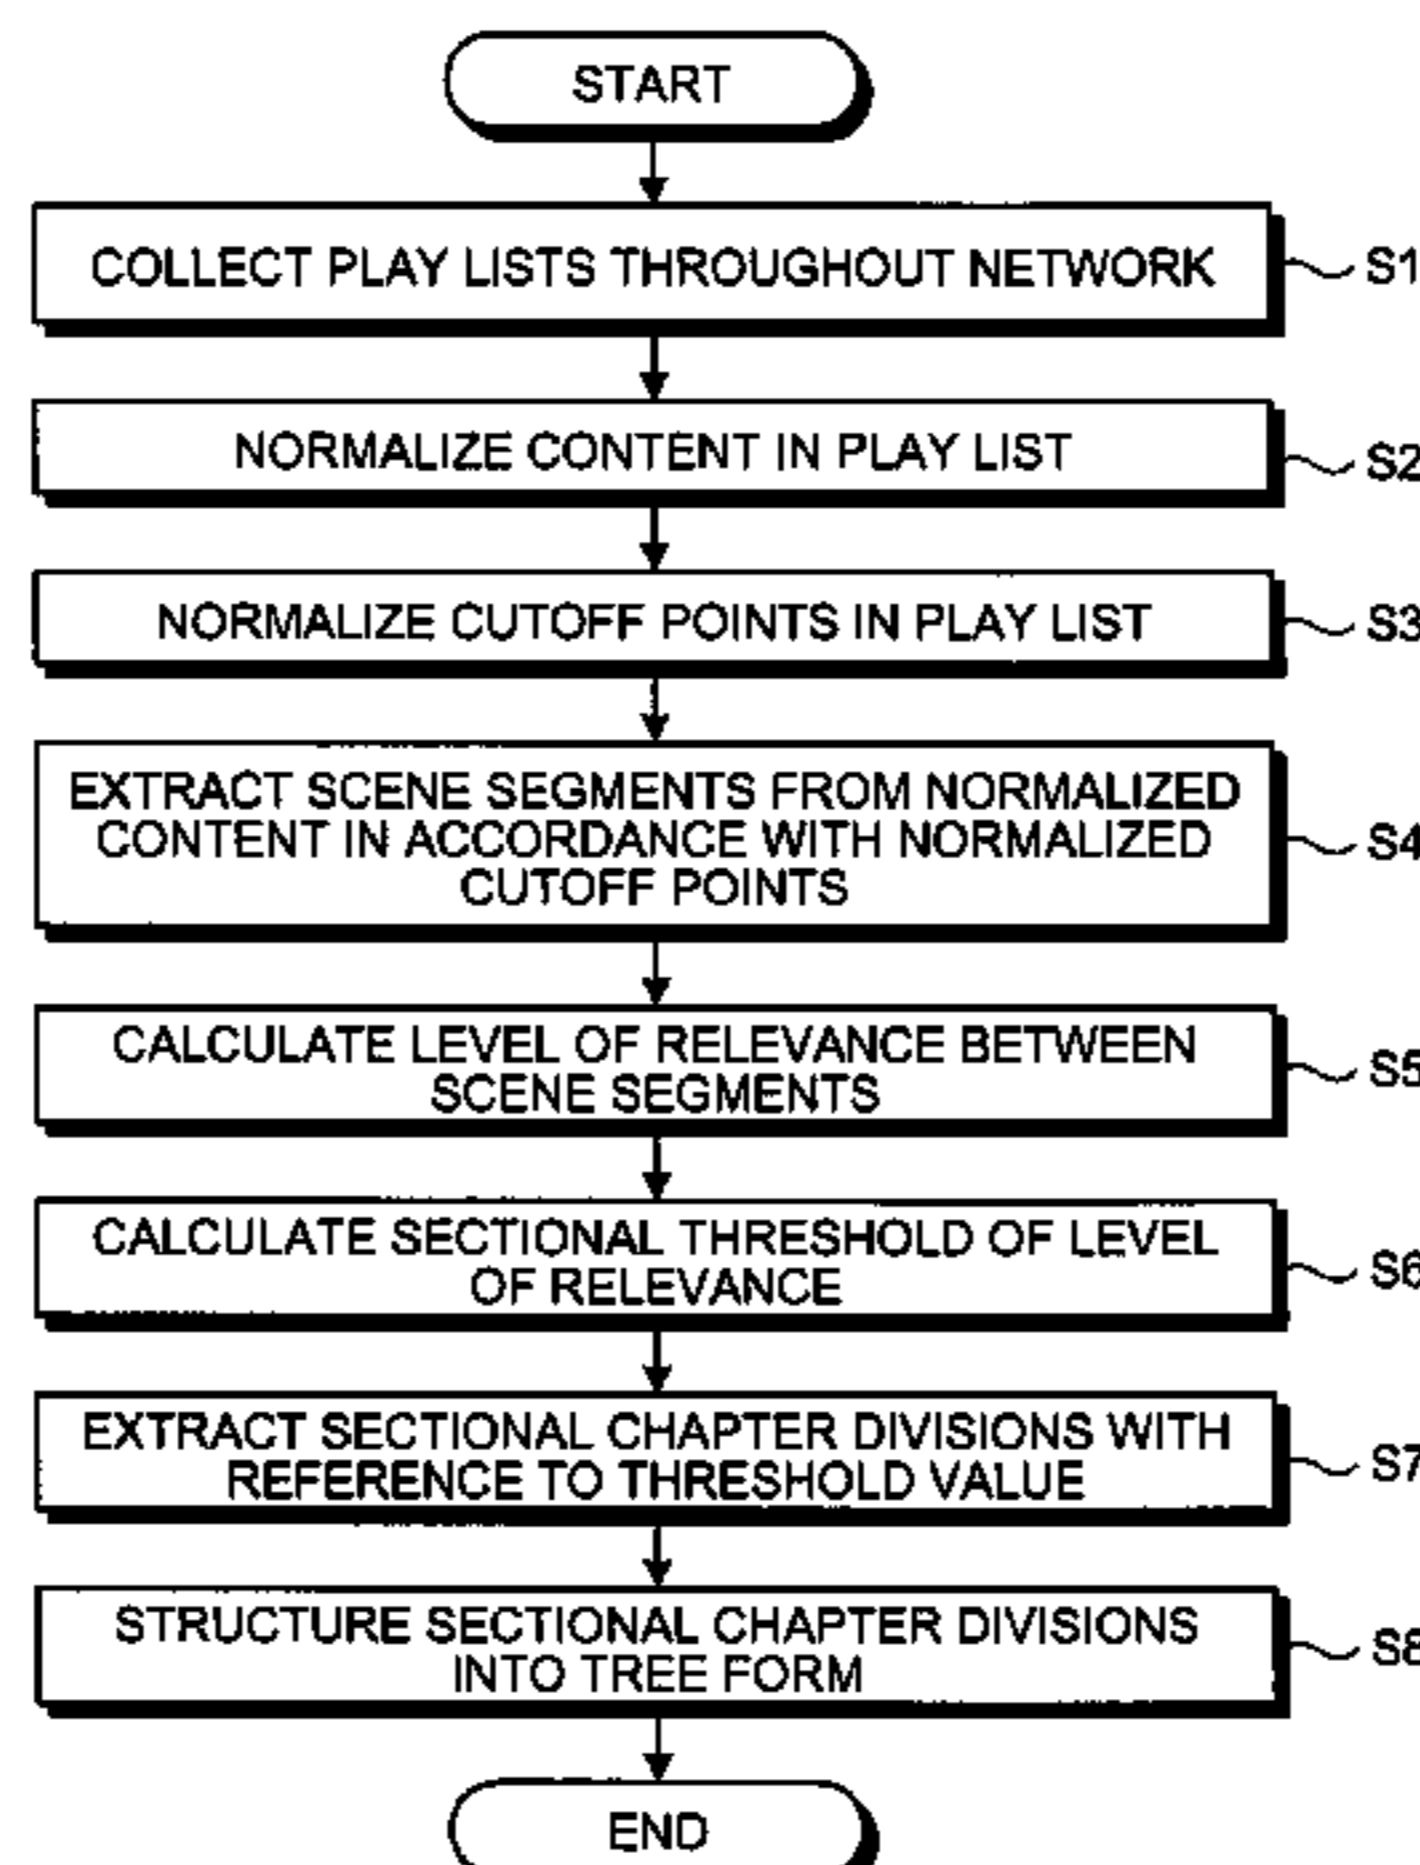 START
COLLECT PLAY LISTS THROUGHOUT NETWORK
S1
NORMALIZE CONTENT IN PLAY LIST
S2
NORMALIZE CUTOFF POINTS IN PLAY LIST
S3
EXTRACT SCENE SEGMENTS FROM NORMALIZED
CONTENT IN ACCORDANCE WITH NORMALIZED
CUTOFF POINTS
S4
CALCULATE LEVEL OF RELEVANCE BETWEEN
SCENE SEGMENTS
S5
CALCULATE SECTIONAL THRESHOLD OF LEVEL
OF RELEVANCE
S6
EXTRACT SECTIONAL CHAPTER DIVISIONS WITH
REFERENCE TO THRESHOLD VALUE
S7
STRUCTURE SECTIONAL CHAPTER DIVISIONS
INTO TREE FORM
S8
END